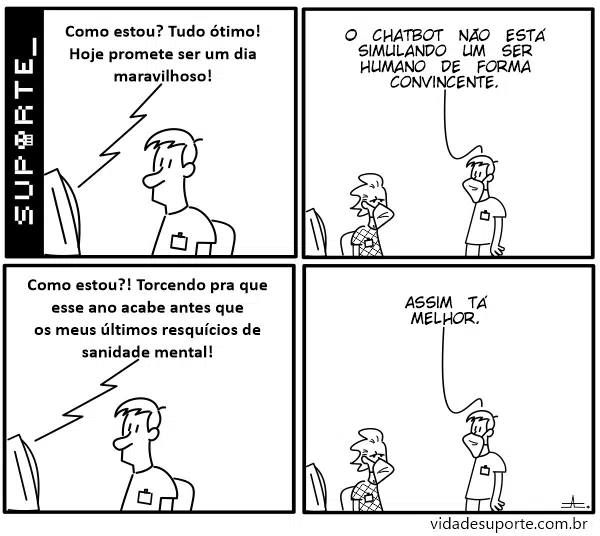 SUPORTE_
Como estou? Tudo ótimo!
Hoje promete ser um dia
maravilhoso!
O CHATBOT NÃO ESTÁ
SIMULANDO UM SER
HUMANO DE FORMA
CONVINCENTE.
Como estou?! Torcendo pra que
esse ano acabe antes que
os meus últimos resquícios de
sanidade mental!
ASSIM TÁ
MELHOR.
vidadesuporte.com.br